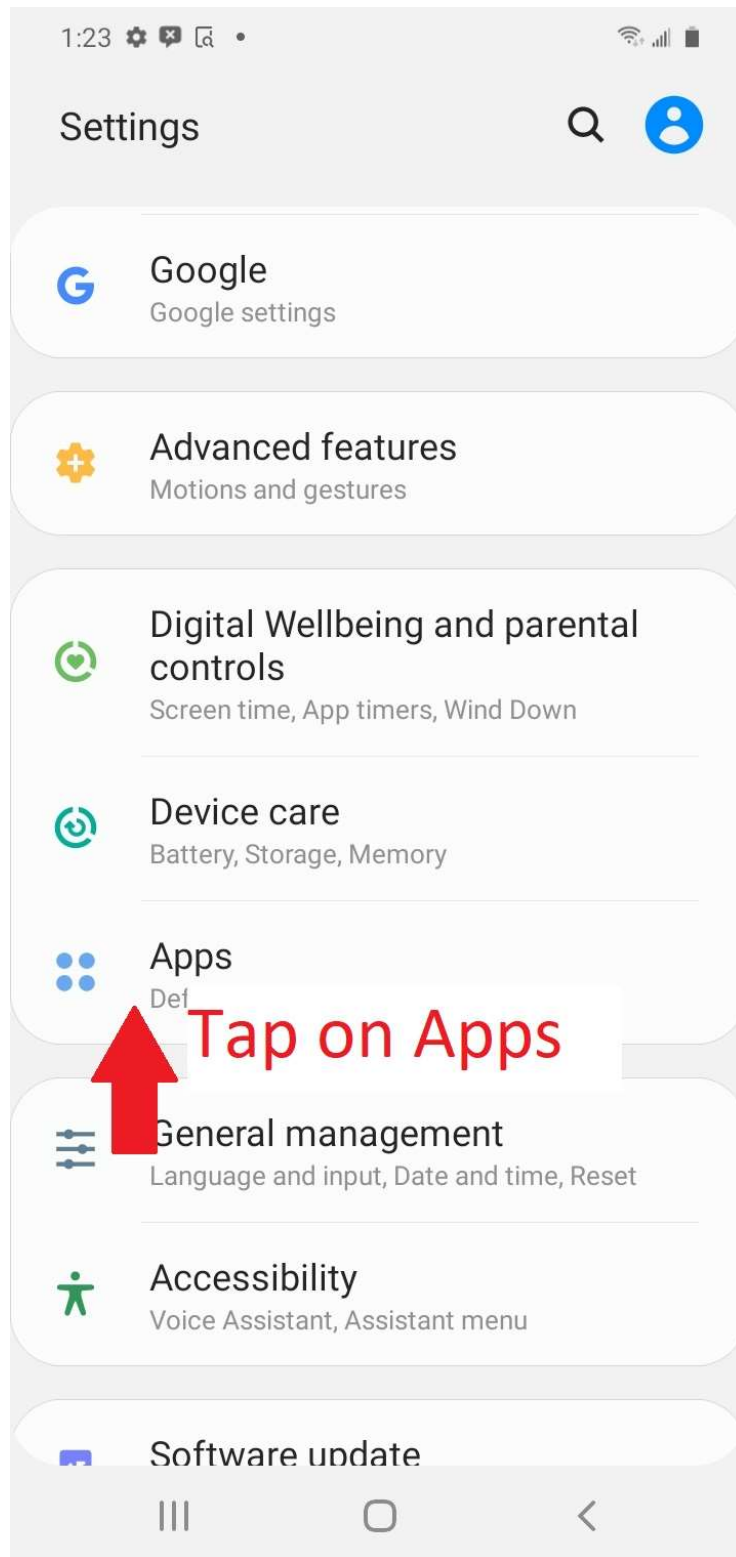 1:23
Settings
Google
Google settings
Advanced features
Motions and gestures
Digital Wellbeing and parental
controls
Screen time, App timers, Wind Down
Device care
Battery, Storage, Memory
Apps
Tap on Apps
General management
Language and input, Date and time, Reset
Accessibility
Voice Assistant, Assistant menu
Software update